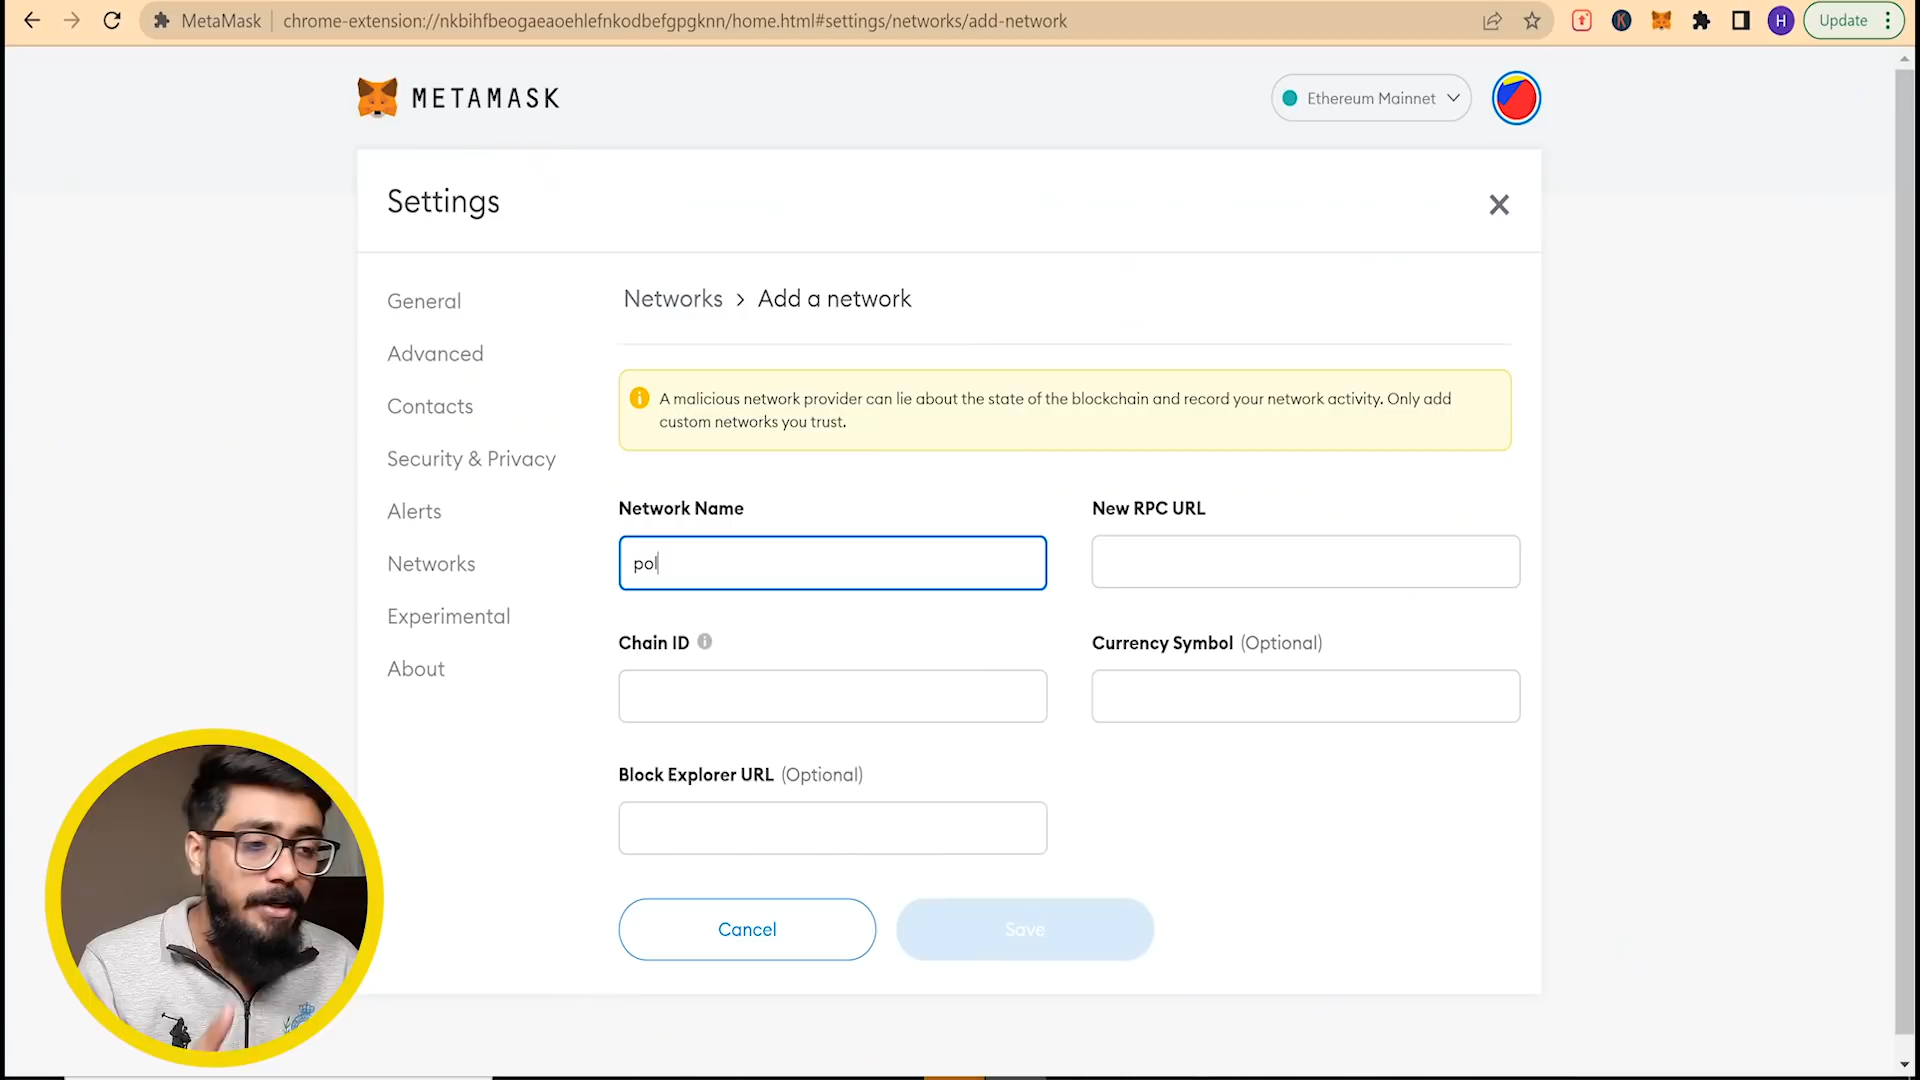 MetaMask
chrome-extension://nkbihfbeogaeaoehlefnkodbefgpgknn/home.html#settings/networks/add-network
K
H
Update
METAMASK
Ethereum Mainnet
Settings
General
Advanced
Contacts
Security & Privacy
Alerts
Networks
Experimental
About
Networks > Add a network
A malicious network provider can lie about the state of the blockchain and record your network activity. Only add
custom networks you trust.
Network Name
pol
New RPC URL
Chain ID
Currency Symbol (Optional)
Block Explorer URL (Optional)
Cancel
Save